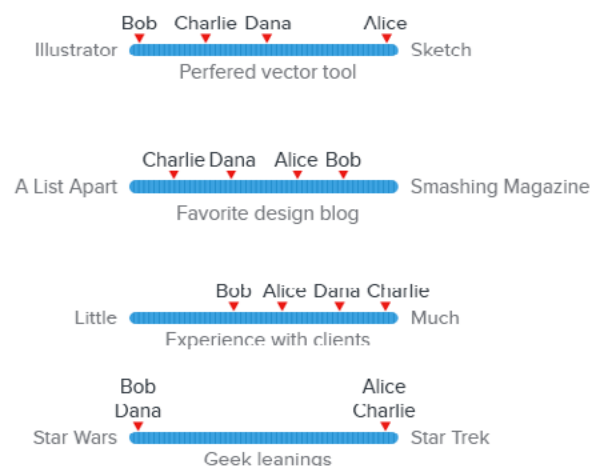 Bob Charlie Dana Alice
Illustrator Sketch
Perfered vector tool
Charlie Dana Alice Bob
A List Apart Smashing Magazine
Favorite design blog
Bob Alice Dana Charlie
Little Much
Experience with clients
Bob Alice
Dana Charlie
Star Wars Star Trek
Geek leanings